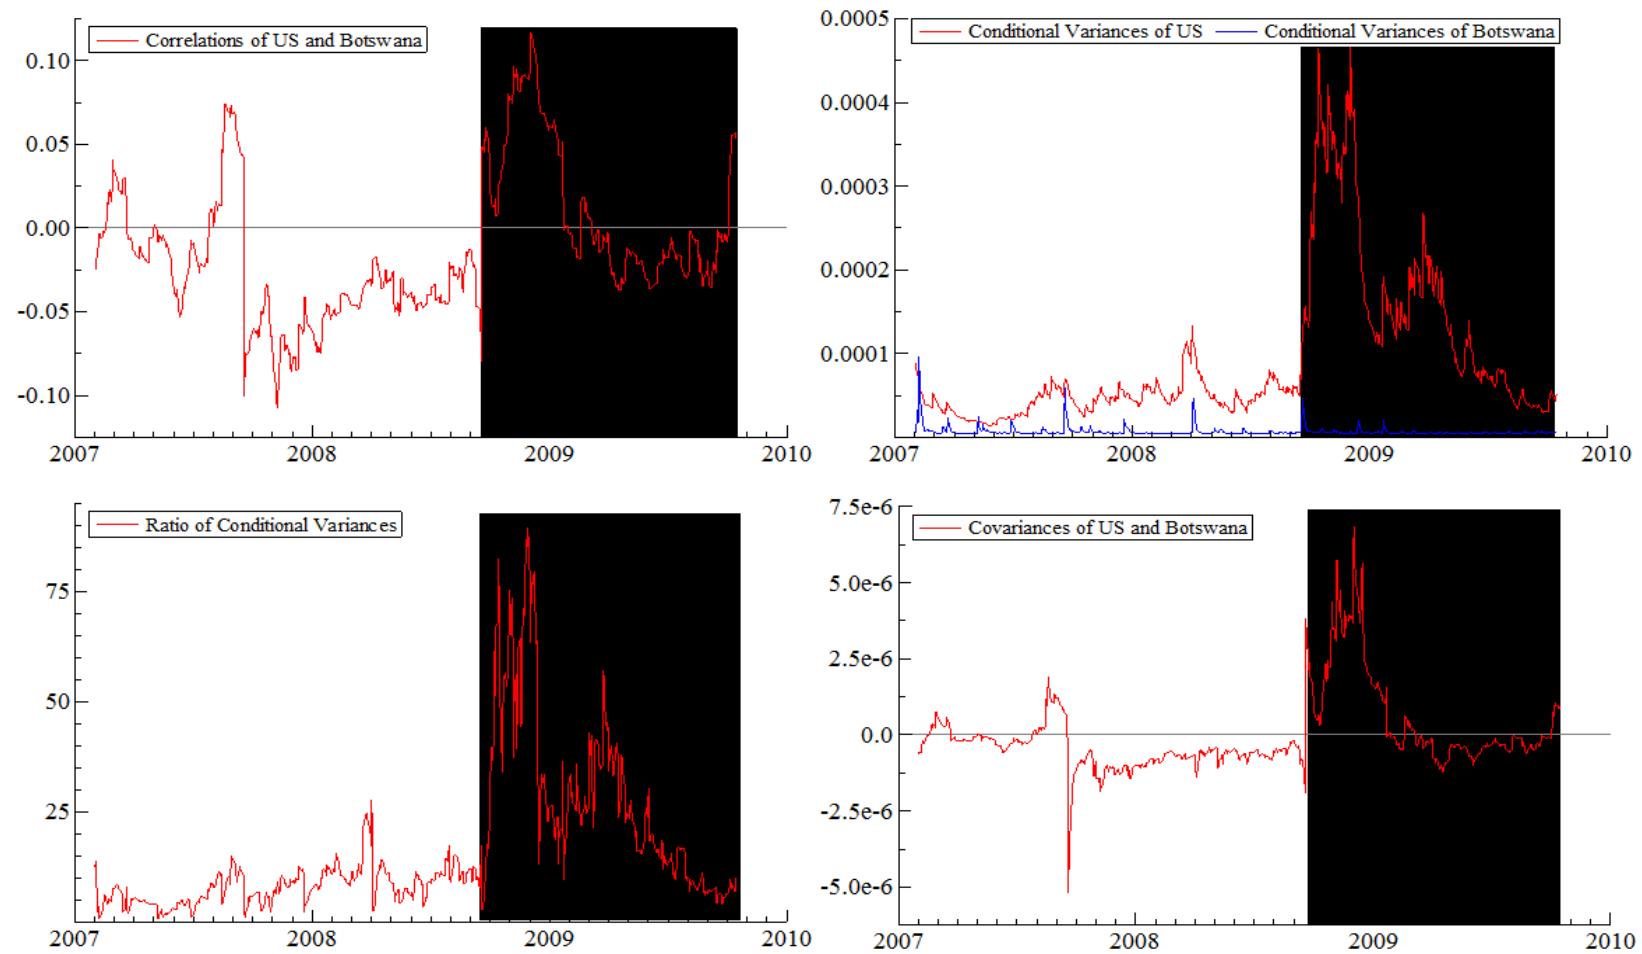 Correlations of US and Botswana
0.10
0.05
0.00
-0.05
-0.10
2007 2008 2009 2010
Conditional Variances of US Conditional Variances of Botswana
0.0005
0.0004
0.0003
0.0002
0.0001
2007 2008 2009 2010
Ratio of Conditional Variances
75
50
25
2007 2008 2009 2010
Covariances of US and Botswana
7.5e-6
5.0e-6
2.5e-6
0.0
-2.5e-6
-5.0e-6
2007 2008 2009 2010